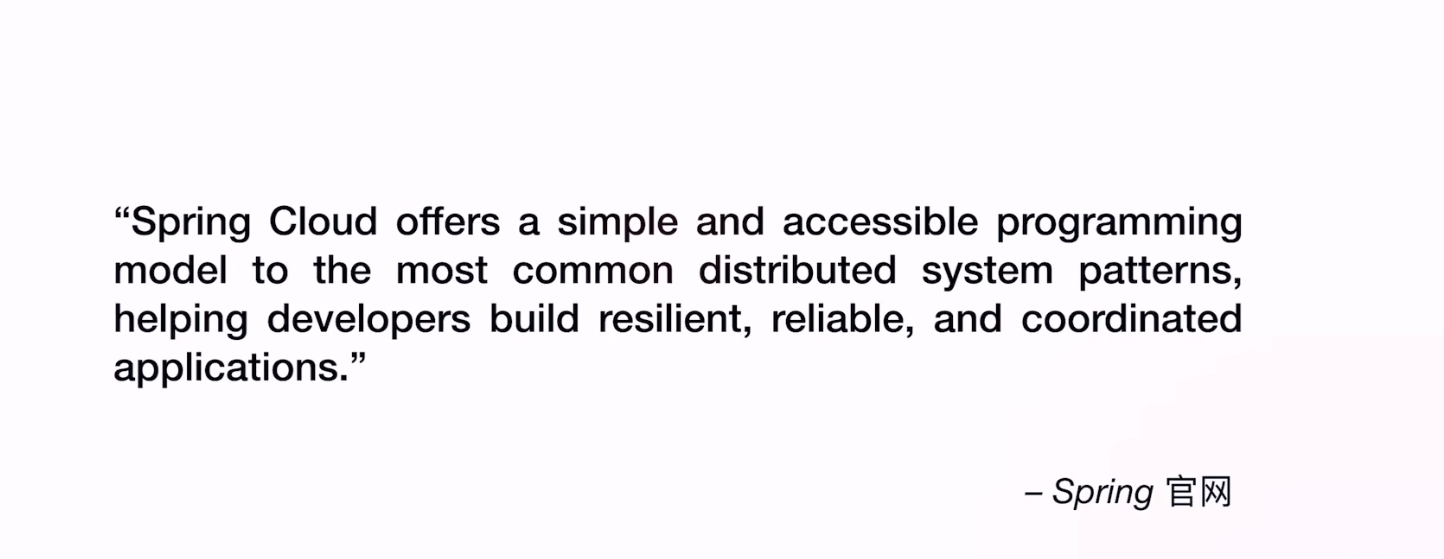 “Spring Cloud offers a simple and accessible programming
model to the most common distributed system patterns,
helping developers build resilient, reliable, and coordinated
applications.”
– Spring 官网